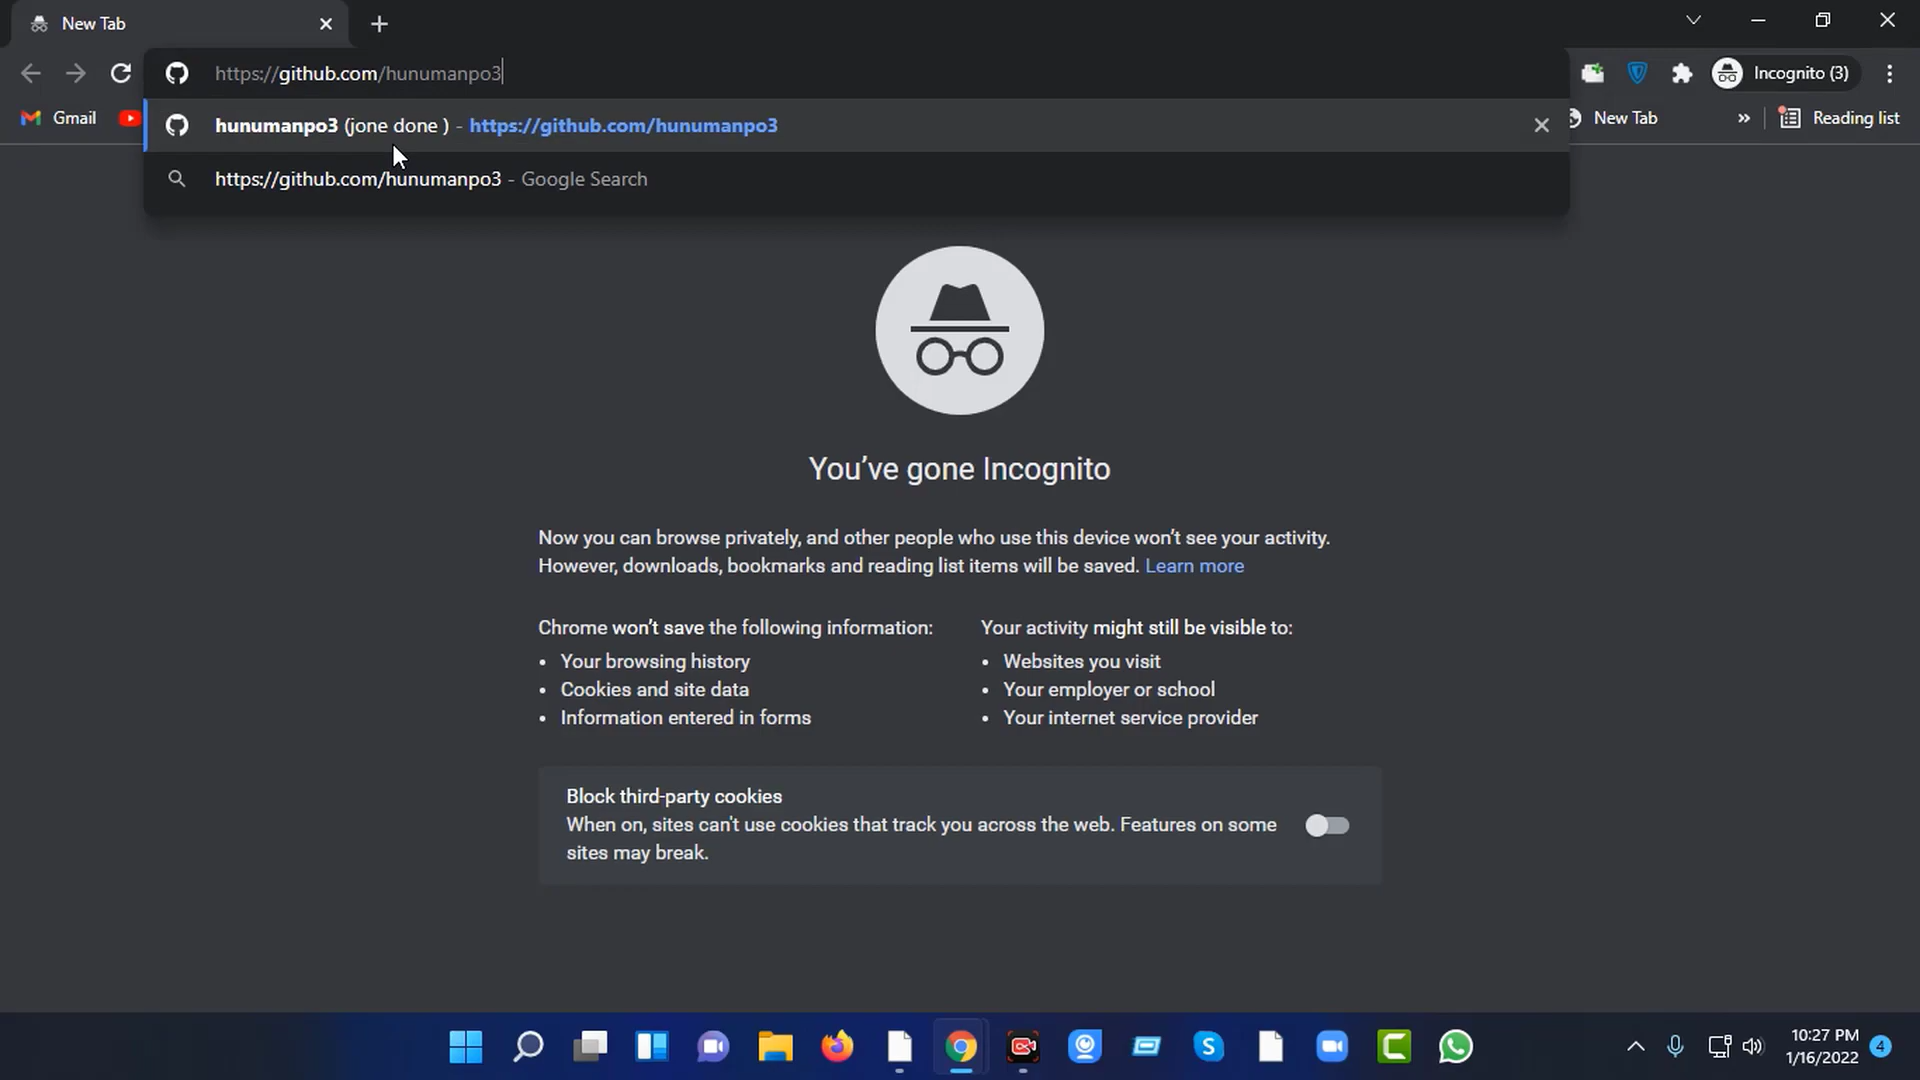 New Tab
https://github.com/hunumanpo3
Incognito (3)
Gmail
New Tab
»
Reading list
hunumanpo3 (jone done ) - https://github.com/hunumanpo3
https://github.com/hunumanpo3 - Google Search
You’ve gone Incognito
Now you can browse privately, and other people who use this device won’t see your activity.
However, downloads, bookmarks and reading list items will be saved. Learn more
Chrome won’t save the following information:
• Your browsing history
• Cookies and site data
• Information entered in forms
Your activity might still be visible to:
• Websites you visit
• Your employer or school
• Your internet service provider
Block third-party cookies
When on, sites can't use cookies that track you across the web. Features on some
sites may break.
10:27 PM
1/16/2022
4